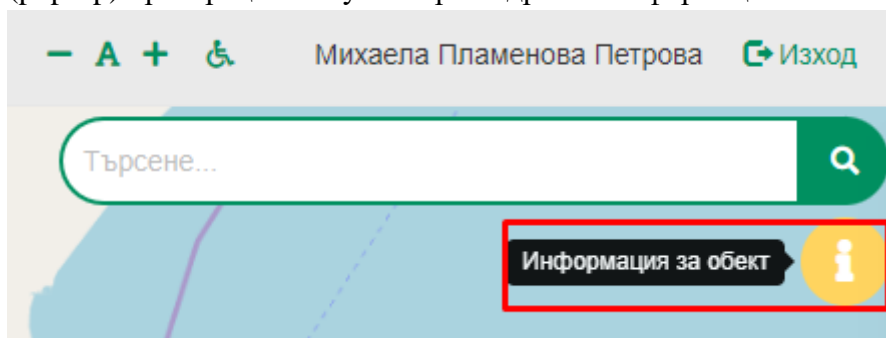 − A + Михаела Пламенова Петрова Изход
Търсене...
Информация за обект